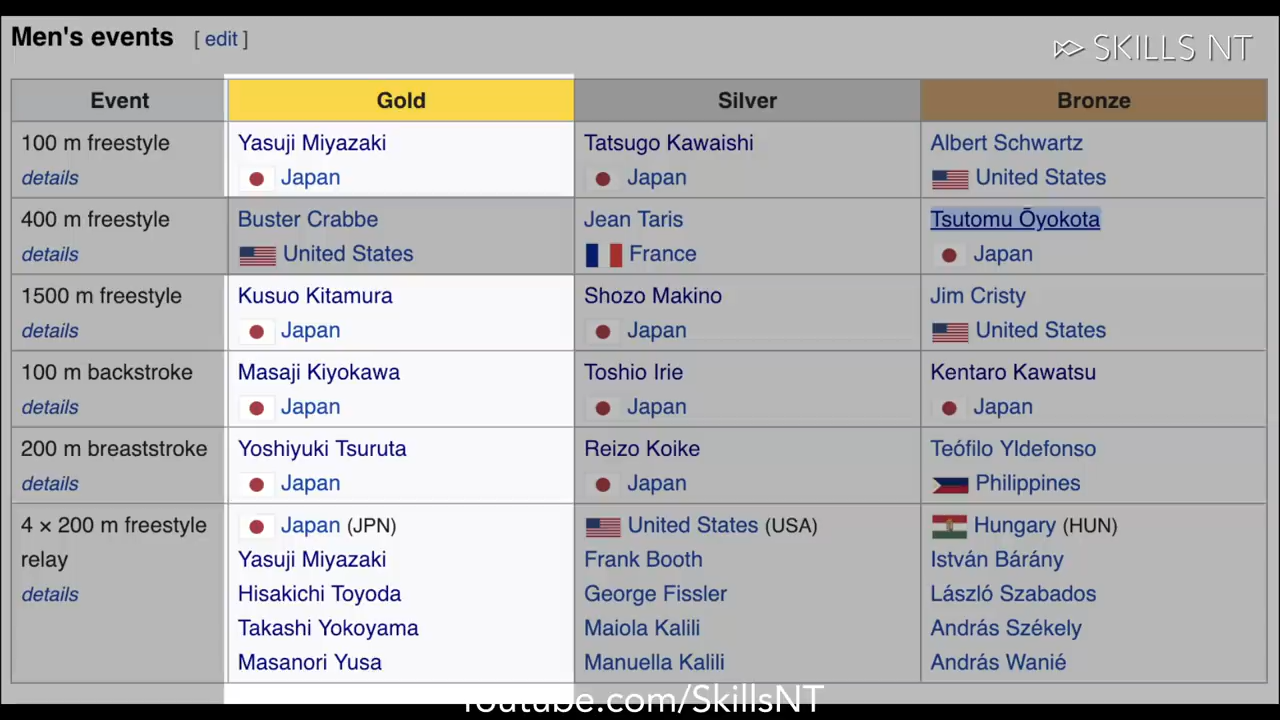 Men's events [ edit ]
SKILLS NT
Event Gold Silver Bronze
100 m freestyle Yasuji Miyazaki Tatsugo Kawaishi Albert Schwartz
details Japan Japan United States
400 m freestyle Buster Crabbe Jean Taris Tsutomu Ōyokota
details United States France Japan
1500 m freestyle Kusuo Kitamura Shozo Makino Jim Cristy
details Japan Japan United States
100 m backstroke Masaji Kiyokawa Toshio Irie Kentaro Kawatsu
details Japan Japan Japan
200 m breaststroke Yoshiyuki Tsuruta Reizo Koike Teófilo Yldefonso
details Japan Japan Philippines
4 × 200 m freestyle Japan (JPN) United States (USA) Hungary (HUN)
relay Yasuji Miyazaki Frank Booth István Bárány
details Hisakichi Toyoda George Fissler László Szabados
Takashi Yokoyama Maiola Kalili András Székely
Masanori Yusa Manuella Kalili András Wanié
Youtube.com/SkillsNT